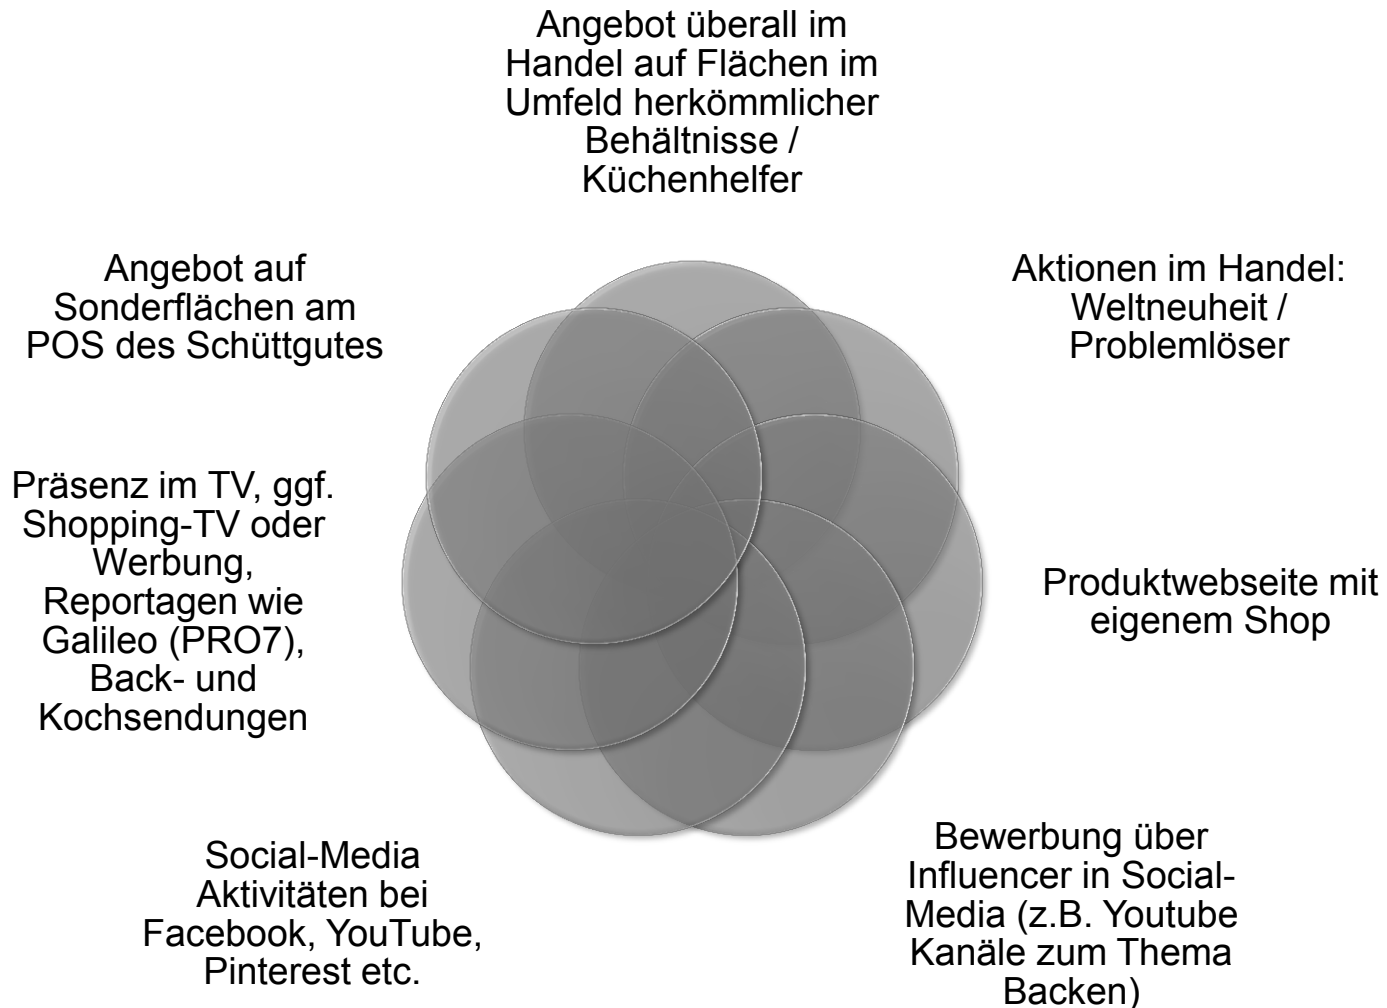 Angebot überall im
Handel auf Flächen im
Umfeld herkömmlicher
Behältnisse /
Küchenhelfer
Angebot auf
Sonderflächen am
POS des Schüttgutes
Aktionen im Handel:
Weltneuheit /
Problemlöser
Präsenz im TV, ggf.
Shopping-TV oder
Werbung,
Reportagen wie
Galileo (PRO7),
Back- und
Kochsendungen
Produktwebseite mit
eigenem Shop
Social-Media
Aktivitäten bei
Facebook, YouTube,
Pinterest etc.
Bewerbung über
Influencer in Social-
Media (z.B. Youtube
Kanäle zum Thema
Backen)